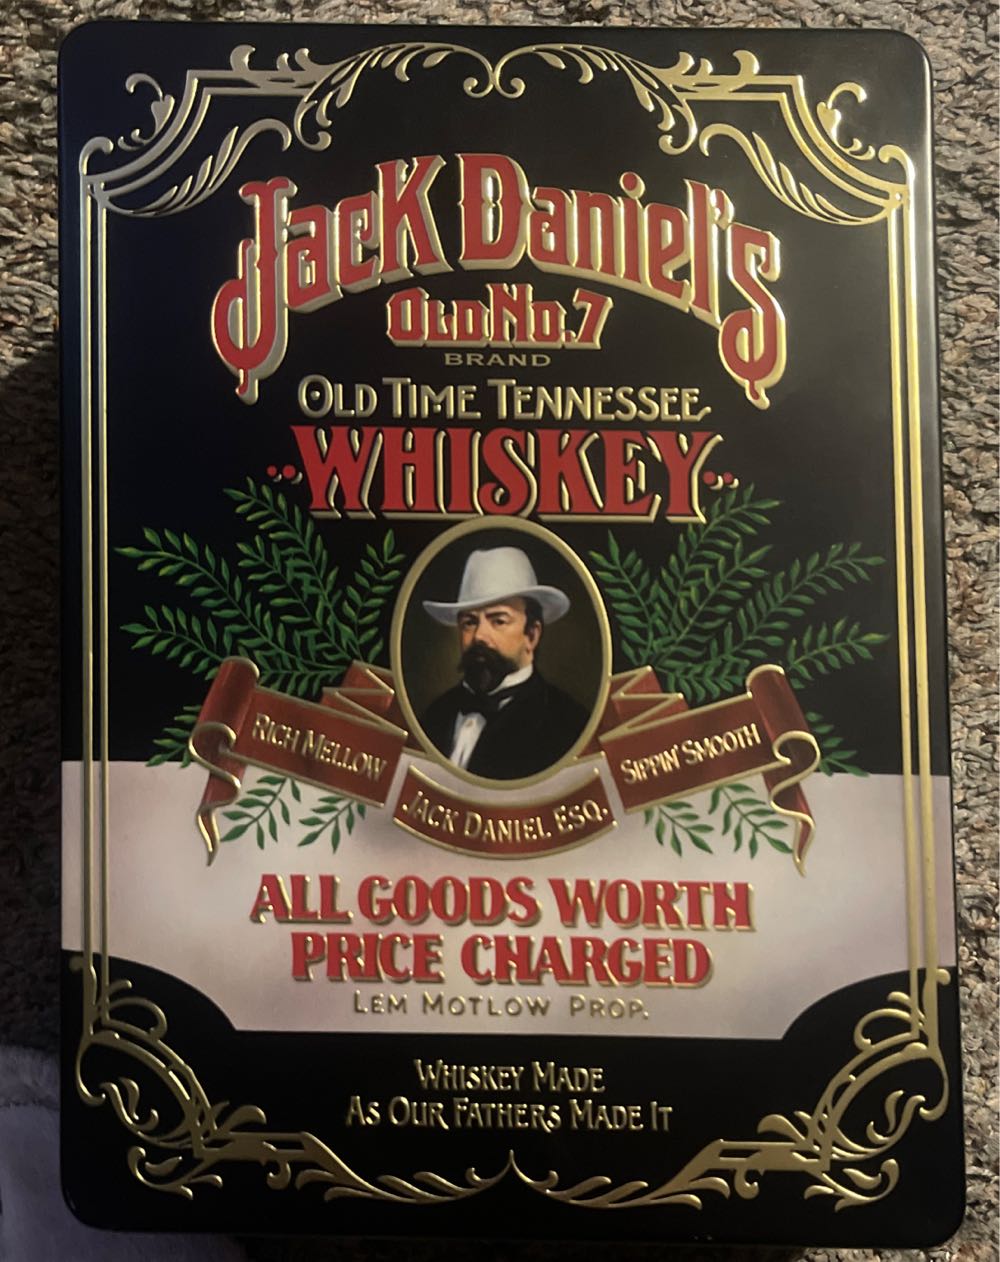 Jack Daniel's
Old No. 7
BRAND
OLD TIME TENNESSEE
WHISKEY
RICH MELLOW
JACK DANIEL ESQ.
SIPPIN' SMOOTH
ALL GOODS WORTH
PRICE CHARGED
LEM MOTLOW PROP.
WHISKEY MADE
AS OUR FATHERS MADE IT